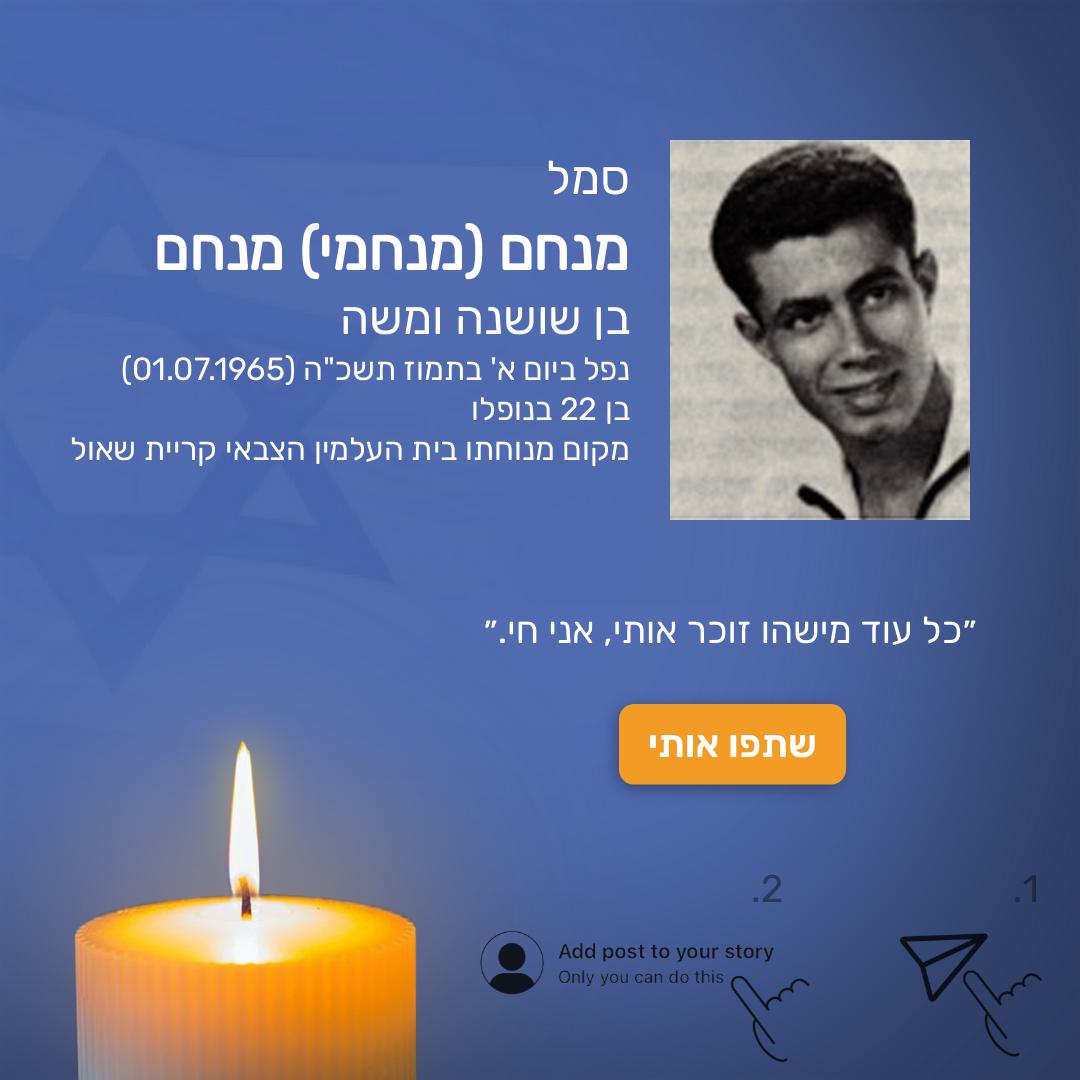 סמל
מנחם (מנחמי) מנחם
בן שושנה ומשה
נפל ביום א' בתמוז תשכ"ה (01.07.1965)
בן 22 בנופלו
מקום מנוחתו בית העלמין הצבאי קריית שאול
״כל עוד מישהו זוכר אותי, אני חי.״
שתפו אותי
1.
2.
Add post to your story
Only you can do this